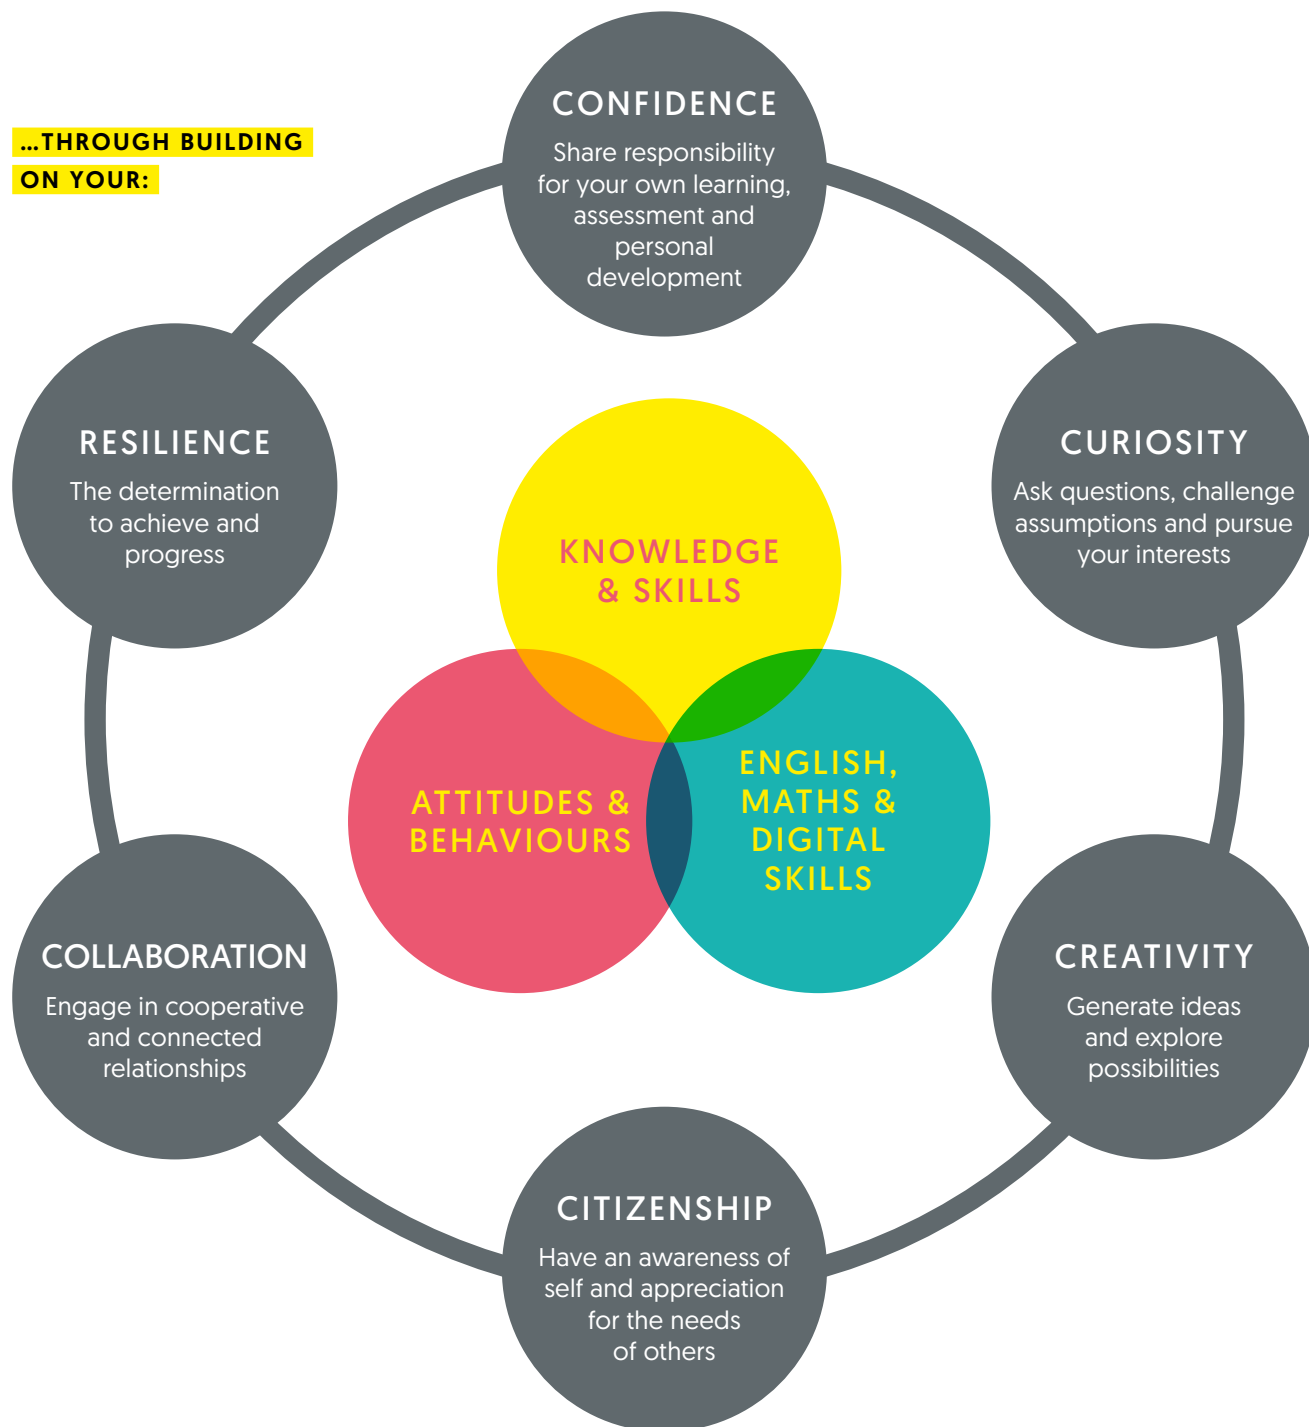 …THROUGH BUILDING
ON YOUR:
CONFIDENCE
Share responsibility
for your own learning,
assessment and
personal
development
RESILIENCE
The determination
to achieve and
progress
CURIOSITY
Ask questions, challenge
assumptions and pursue
your interests
KNOWLEDGE
& SKILLS
ATTITUDES &
BEHAVIOURS
ENGLISH,
MATHS &
DIGITAL
SKILLS
COLLABORATION
Engage in cooperative
and connected
relationships
CREATIVITY
Generate ideas
and explore
possibilities
CITIZENSHIP
Have an awareness of
self and appreciation
for the needs
of others